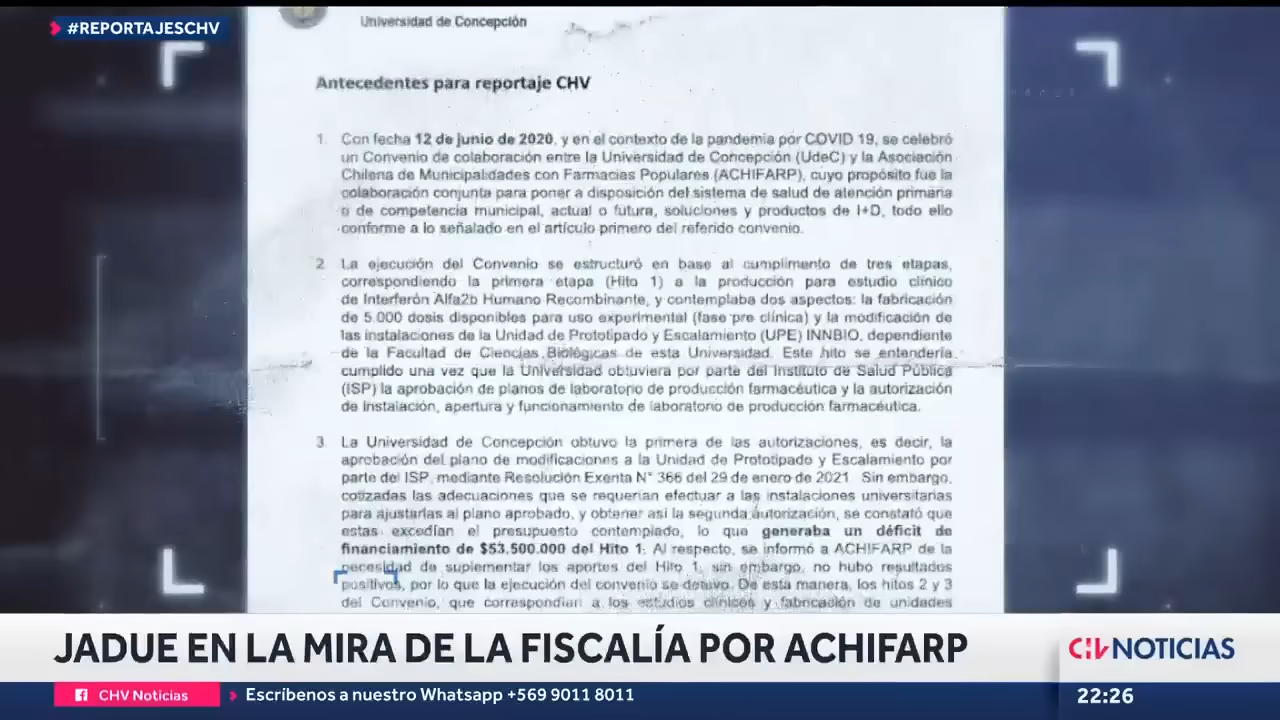 #REPORTAJESCHV
Universidad de Concepción
Antecedentes para reportaje CHV
1. Con fecha 12 de junio de 2020, y en el contexto de la pandemia por COVID 19, se celebró
un Convenio de colaboración entre la Universidad de Concepción (UdeC) y la Asociación
Chilena de Municipalidades con Farmacias Populares (ACHIFARP), cuyo propósito fue la
colaboración conjunta para poner a disposición del sistema de salud de atención primaria
o de competencia municipal, actual o futura, soluciones y productos de I+D, todo ello
conforme a lo señalado en el artículo primero del referido convenio.
2. La ejecución del Convenio se estructuró en base al cumplimento de tres etapas,
correspondiendo la primera etapa (Hito 1) a la producción para estudio clínico
de Interferón Alfa2b Humano Recombinante, y contemplaba dos aspectos: la fabricación
de 5.000 dosis disponibles para uso experimental (fase pre clínica) y la modificación de
las instalaciones de la Unidad de Prototipado y Escalamiento (UPE) INNBIO, dependiente
de la Facultad de Ciencias Biológicas de esta Universidad. Este hito se entendería
cumplido una vez que la Universidad obtuviera por parte del Instituto de Salud Pública
(ISP) la aprobación de planos de laboratorio de producción farmacéutica y la autorización
de instalación, apertura y funcionamiento de laboratorio de producción farmacéutica.
3. La Universidad de Concepción obtuvo la primera de las autorizaciones, es decir, la
aprobación del plano de modificaciones a la Unidad de Prototipado y Escalamiento por
parte del ISP, mediante Resolución Exenta N° 366 del 29 de enero de 2021. Sin embargo,
cotizadas las adecuaciones que se requerían efectuar a las instalaciones universitarias
para ajustarlas al plano aprobado, y obtener así la segunda autorización, se constató que
estas excedían el presupuesto contemplado, lo que generaba un déficit de
financiamiento de $53.500.000 del Hito 1. Al respecto, se informó a ACHIFARP de la
necesidad de suplementar los aportes del Hito 1, sin embargo, no hubo resultados
positivos, por lo que la ejecución del convenio se detuvo. De esta manera, los hitos 2 y 3
del Convenio, que correspondían a los estudios clínicos y fabricación de unidades
JADUE EN LA MIRA DE LA FISCALÍA POR ACHIFARP
CHV NOTICIAS
CHV Noticias
Escríbenos a nuestro Whatsapp +569 9011 8011
22:26